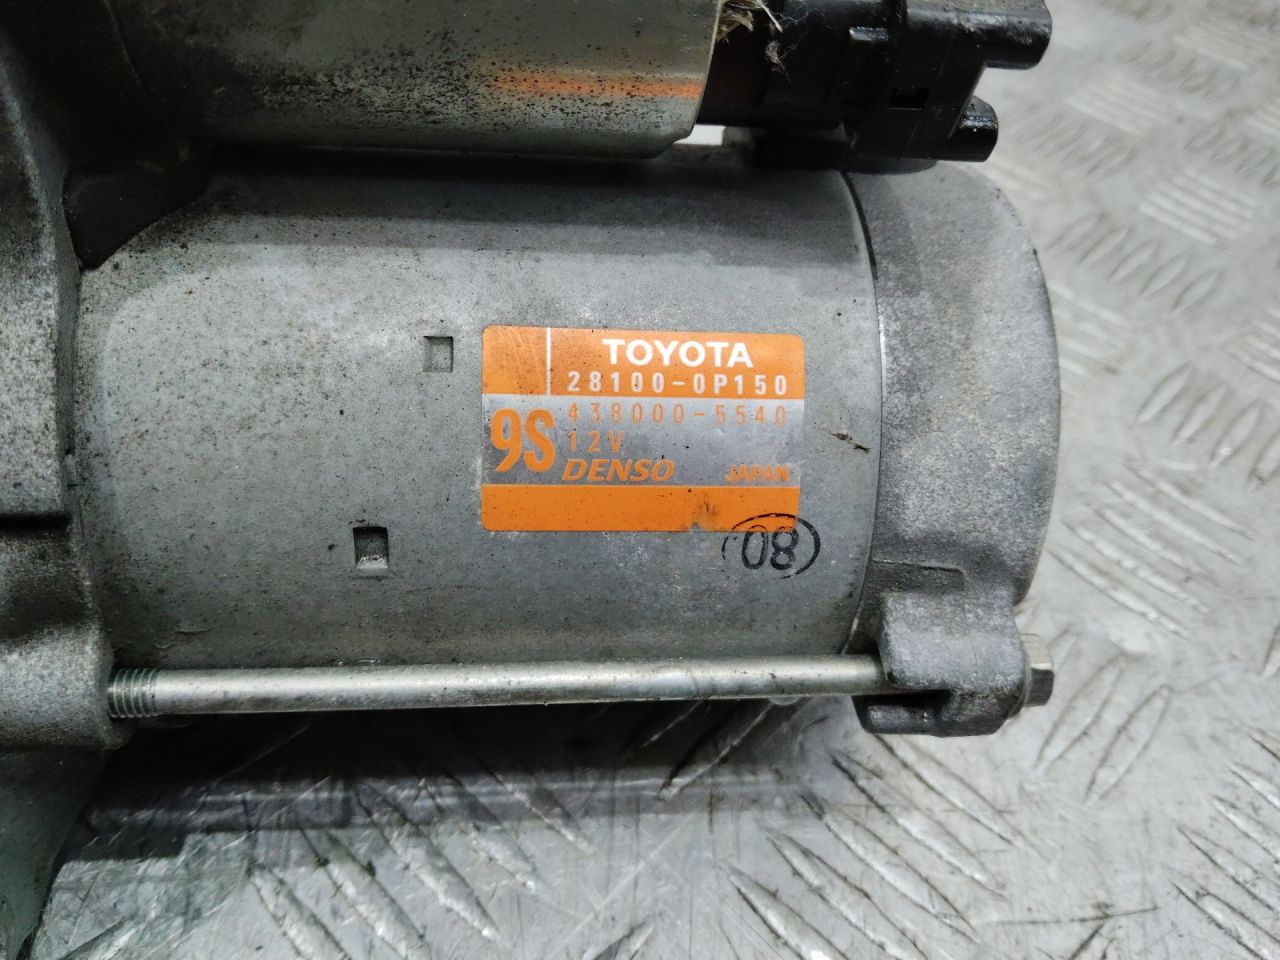 TOYOTA
28100-0P150
9S
438000-5540
12V
DENSO JAPAN
08